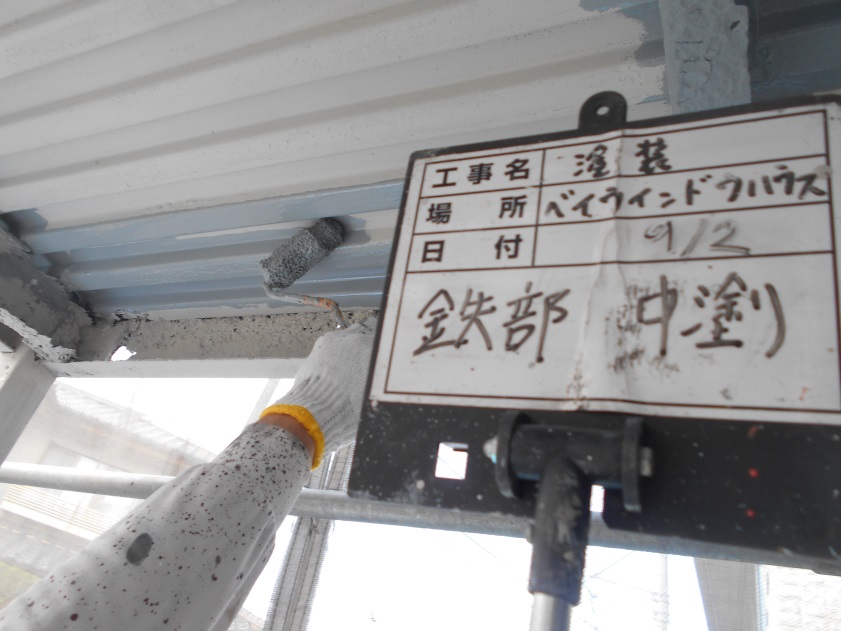 工事名 塗装
場所 ベイウインドウハウス
日付 9/2
鉄部 中塗り